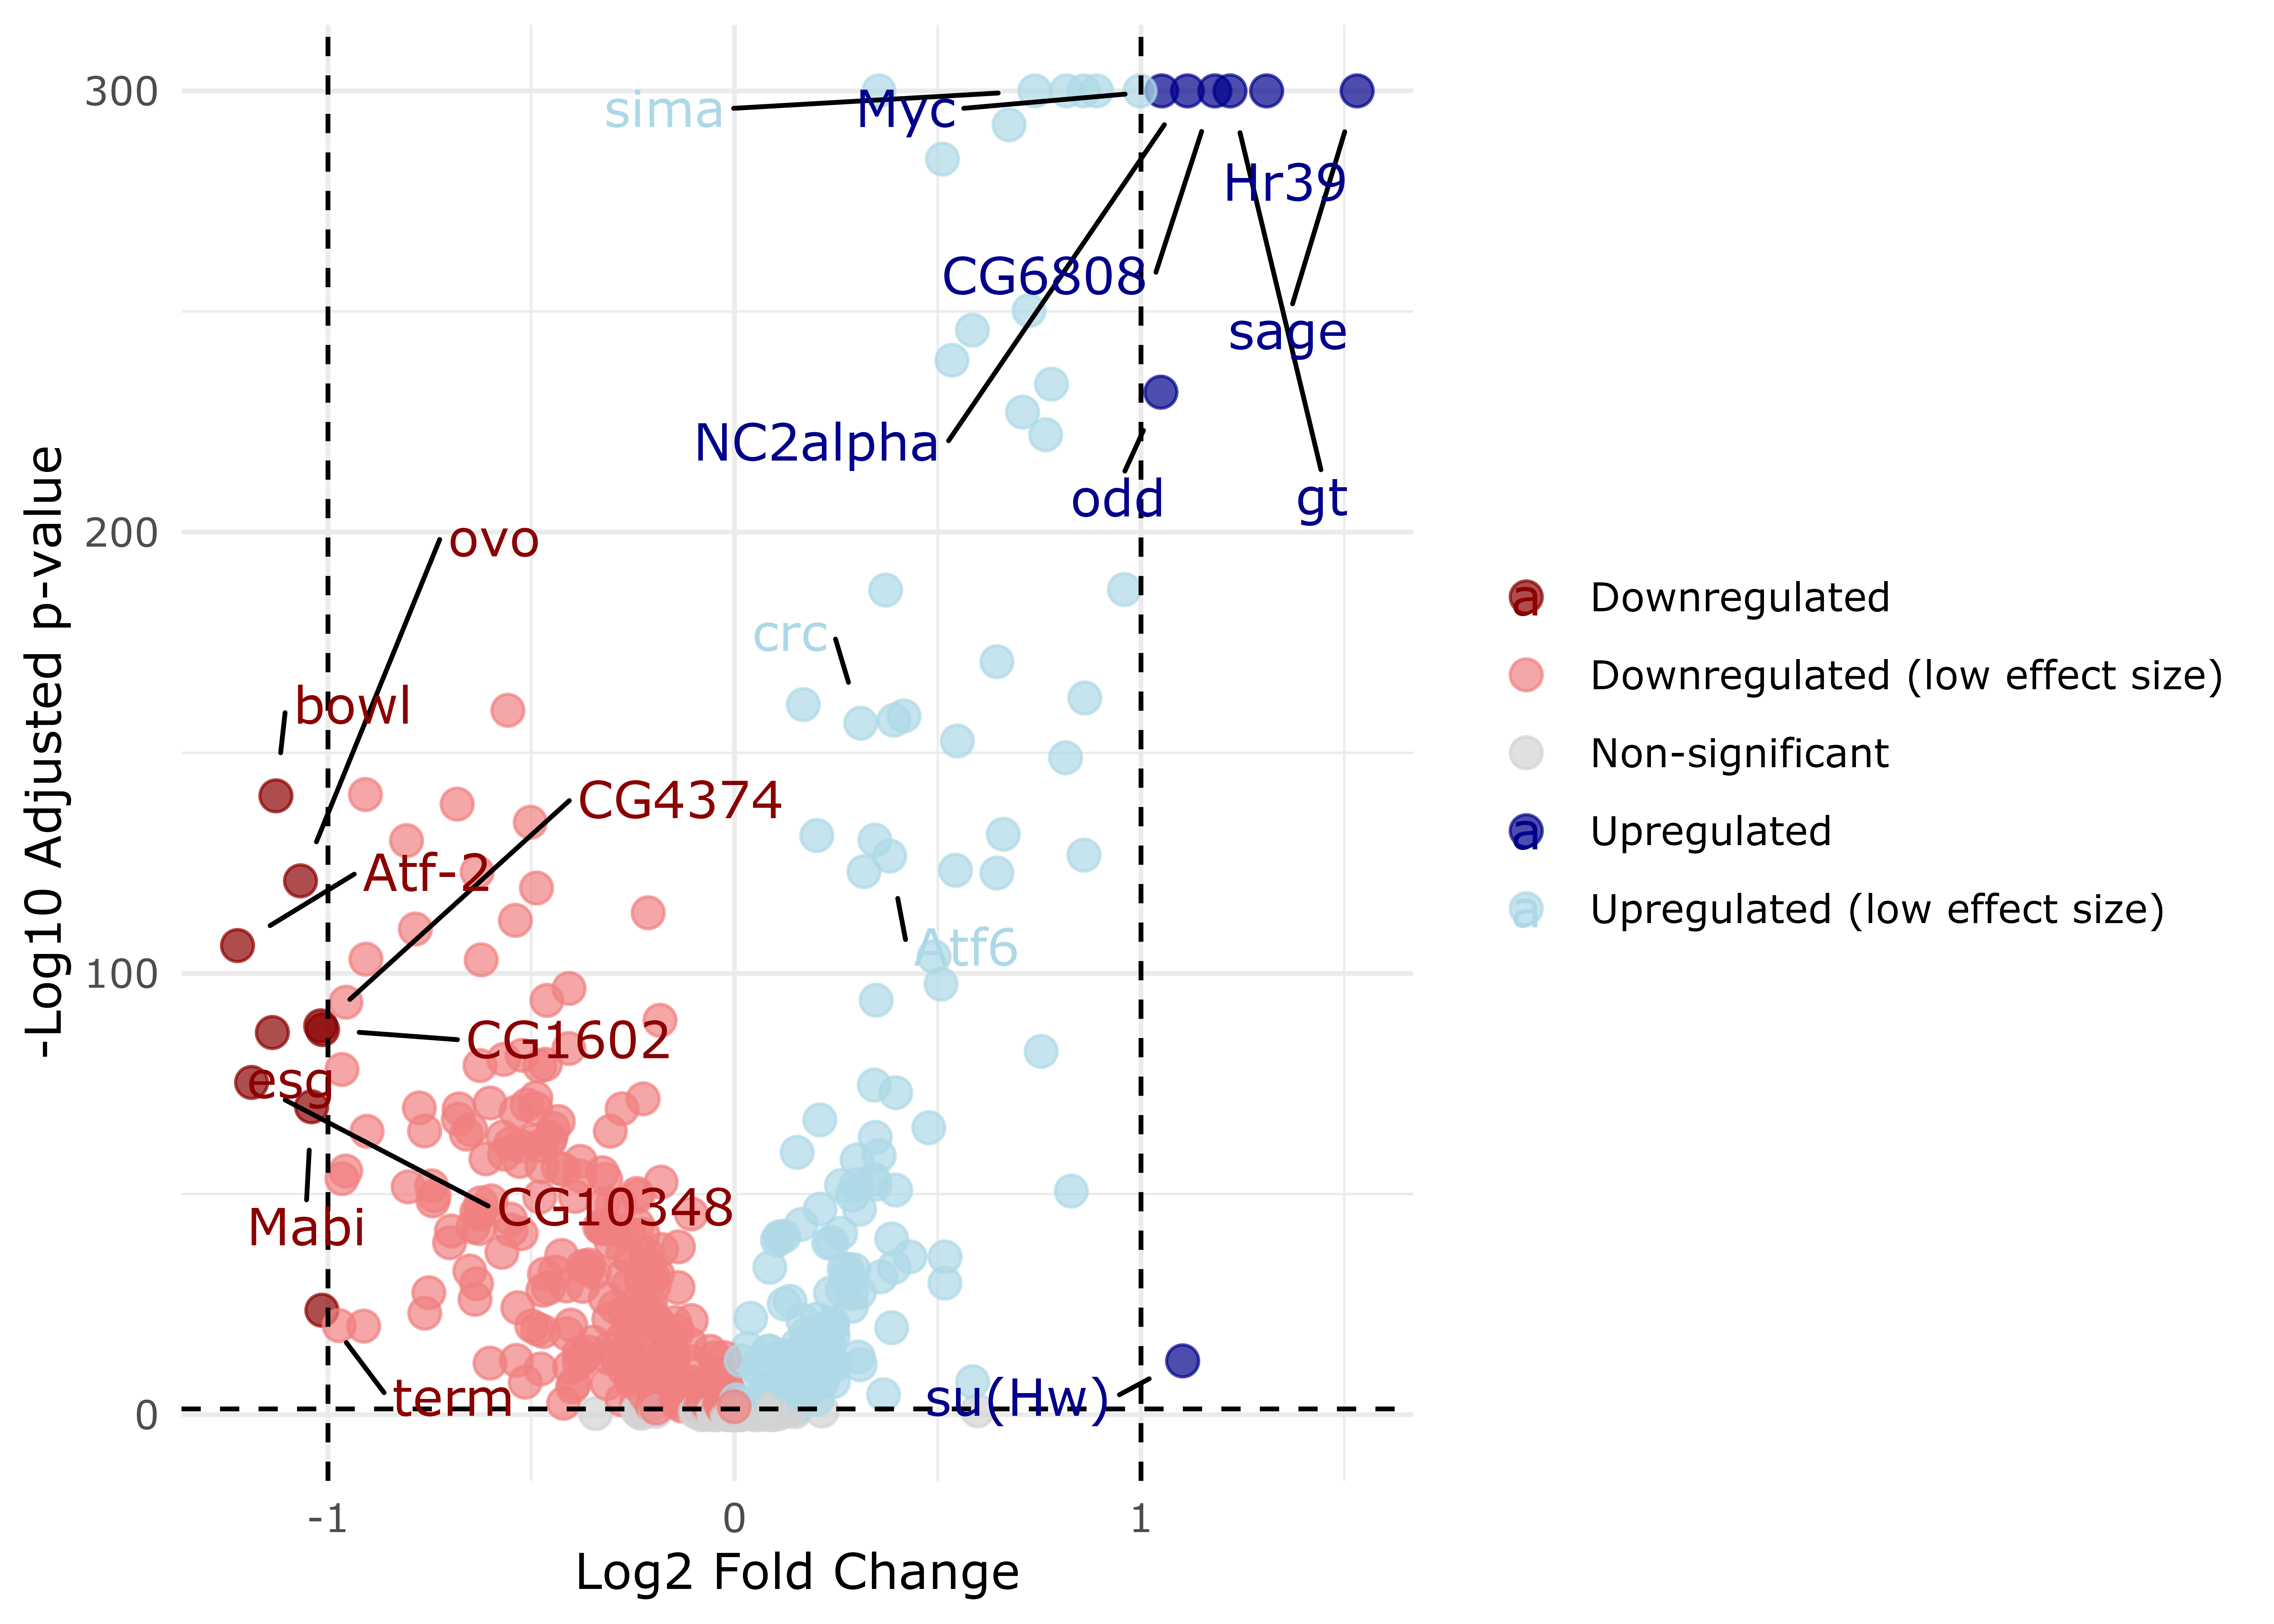 300
200
100
0
-Log10 Adjusted p-value
sima
Myc
Hr39
CG6808
sage
NC2alpha
odd
gt
ovo
crc
bowl
CG4374
Atf-2
Atf6
CG1602
esg
CG10348
Mabi
term
su(Hw)
-1
0
1
Log2 Fold Change
a Downregulated
Downregulated (low effect size)
Non-significant
a Upregulated
a Upregulated (low effect size)